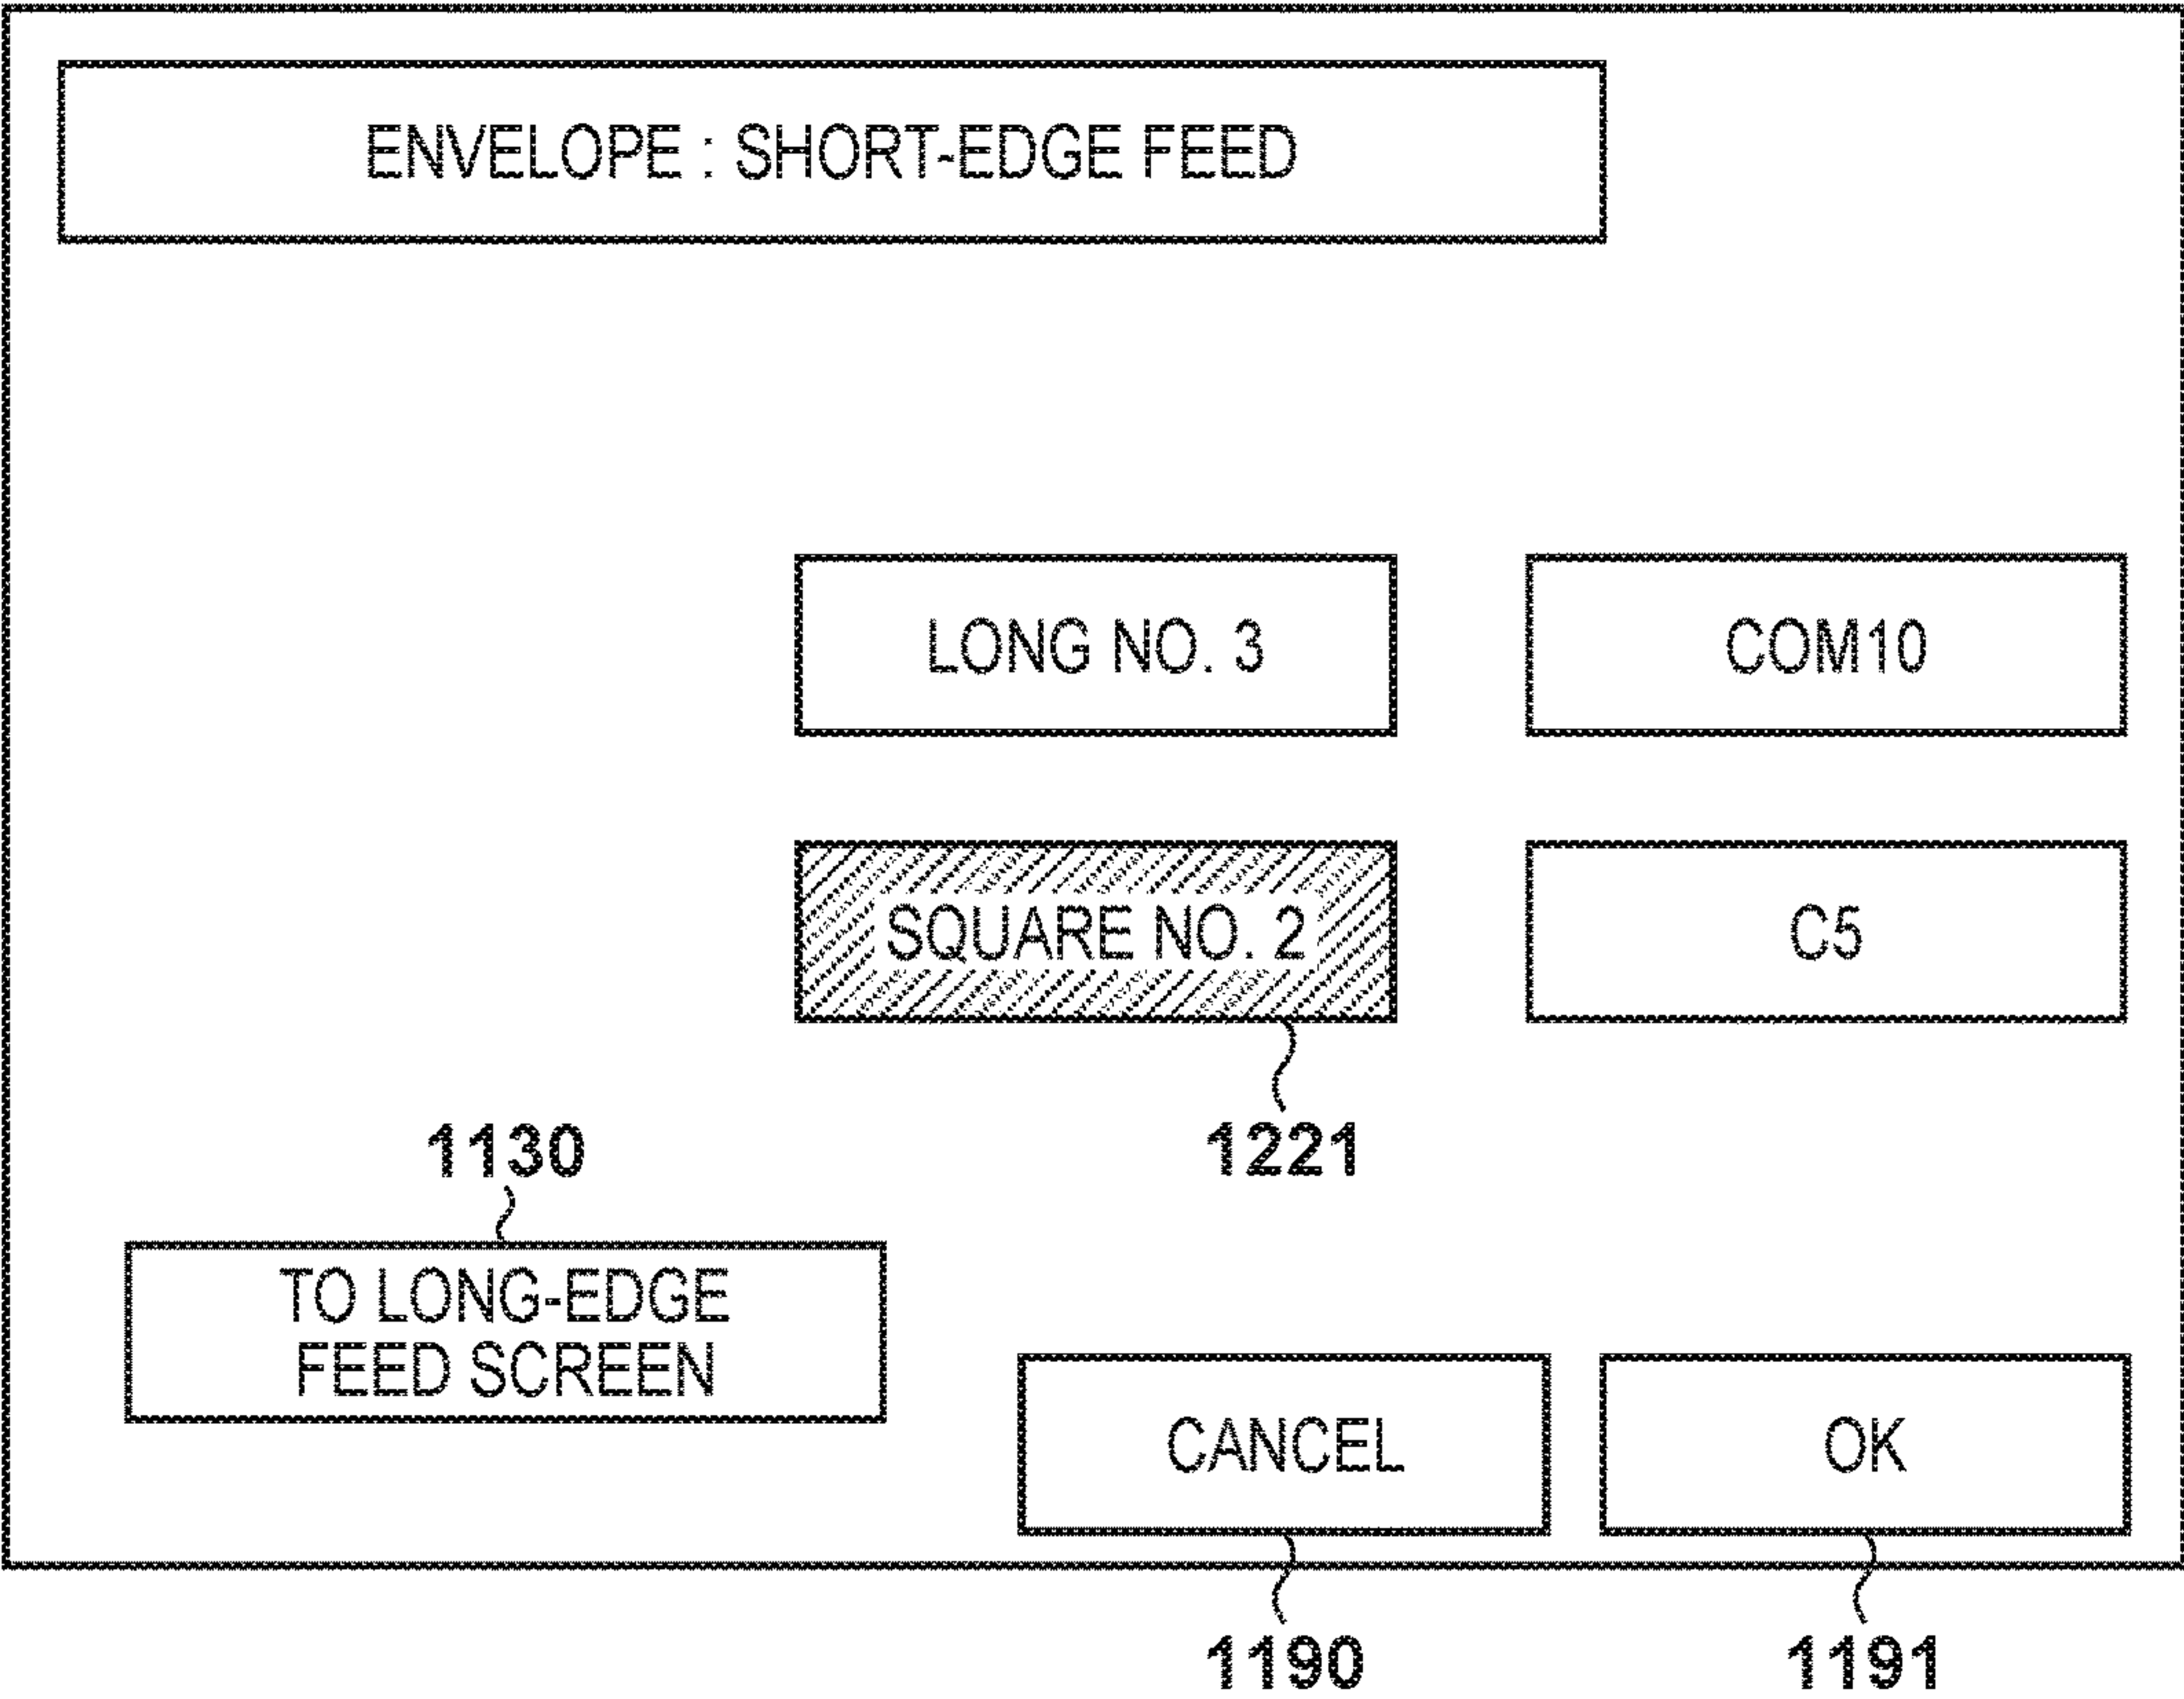 ENVELOPE : SHORT-EDGE FEED
LONG NO. 3
COM10
SQUARE NO. 2
C5
1221
1130
TO LONG-EDGE
FEED SCREEN
CANCEL
OK
1190
1191